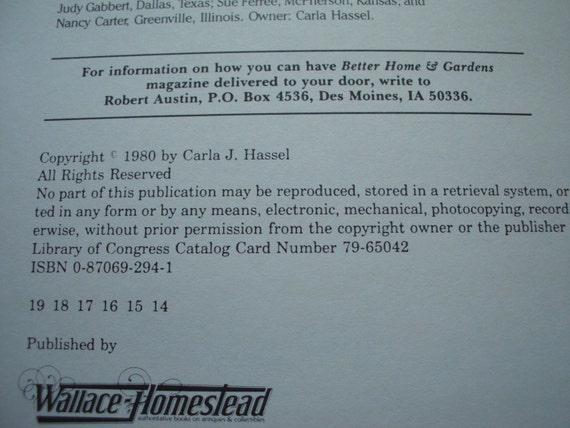 Judy Gabbert, Dallas, Texas; Sue Ferree, McPherson, Kansas; and
Nancy Carter, Greenville, Illinois. Owner: Carla Hassel.
For information on how you can have Better Home & Gardens
magazine delivered to your door, write to
Robert Austin, P.O. Box 4536, Des Moines, IA 50336.
Copyright © 1980 by Carla J. Hassel
All Rights Reserved
No part of this publication may be reproduced, stored in a retrieval system, or
ted in any form or by any means, electronic, mechanical, photocopying, record
erwise, without prior permission from the copyright owner or the publisher
Library of Congress Catalog Card Number 79-65042
ISBN 0-87069-294-1
19 18 17 16 15 14
Published by
Wallace-Homestead
authoritative books on antiques & collectibles